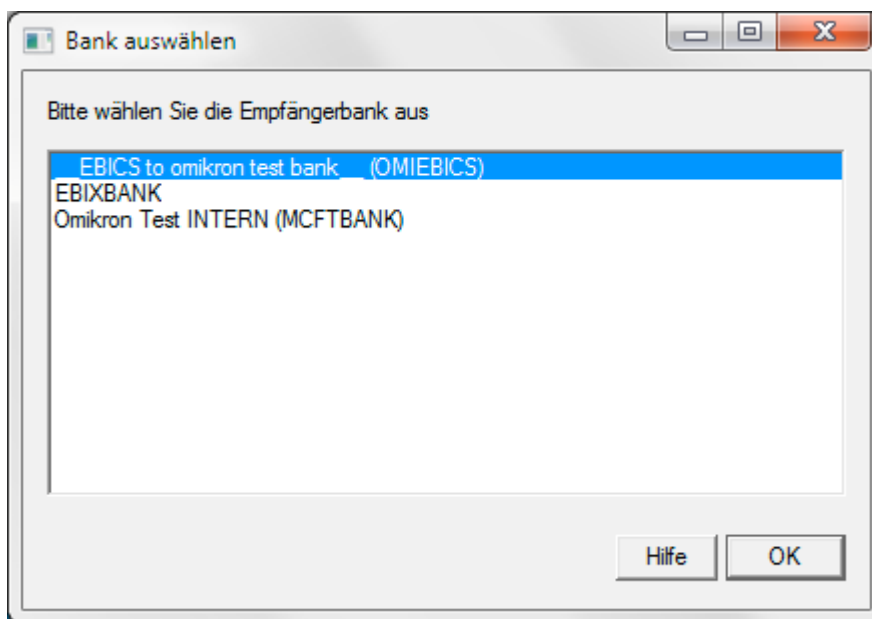 Bank auswählen
Bitte wählen Sie die Empfängerbank aus
__EBICS to omikron test bank__ (OMIEBICS)
EBIXBANK
Omikron Test INTERN (MCFTBANK)
Hilfe
OK